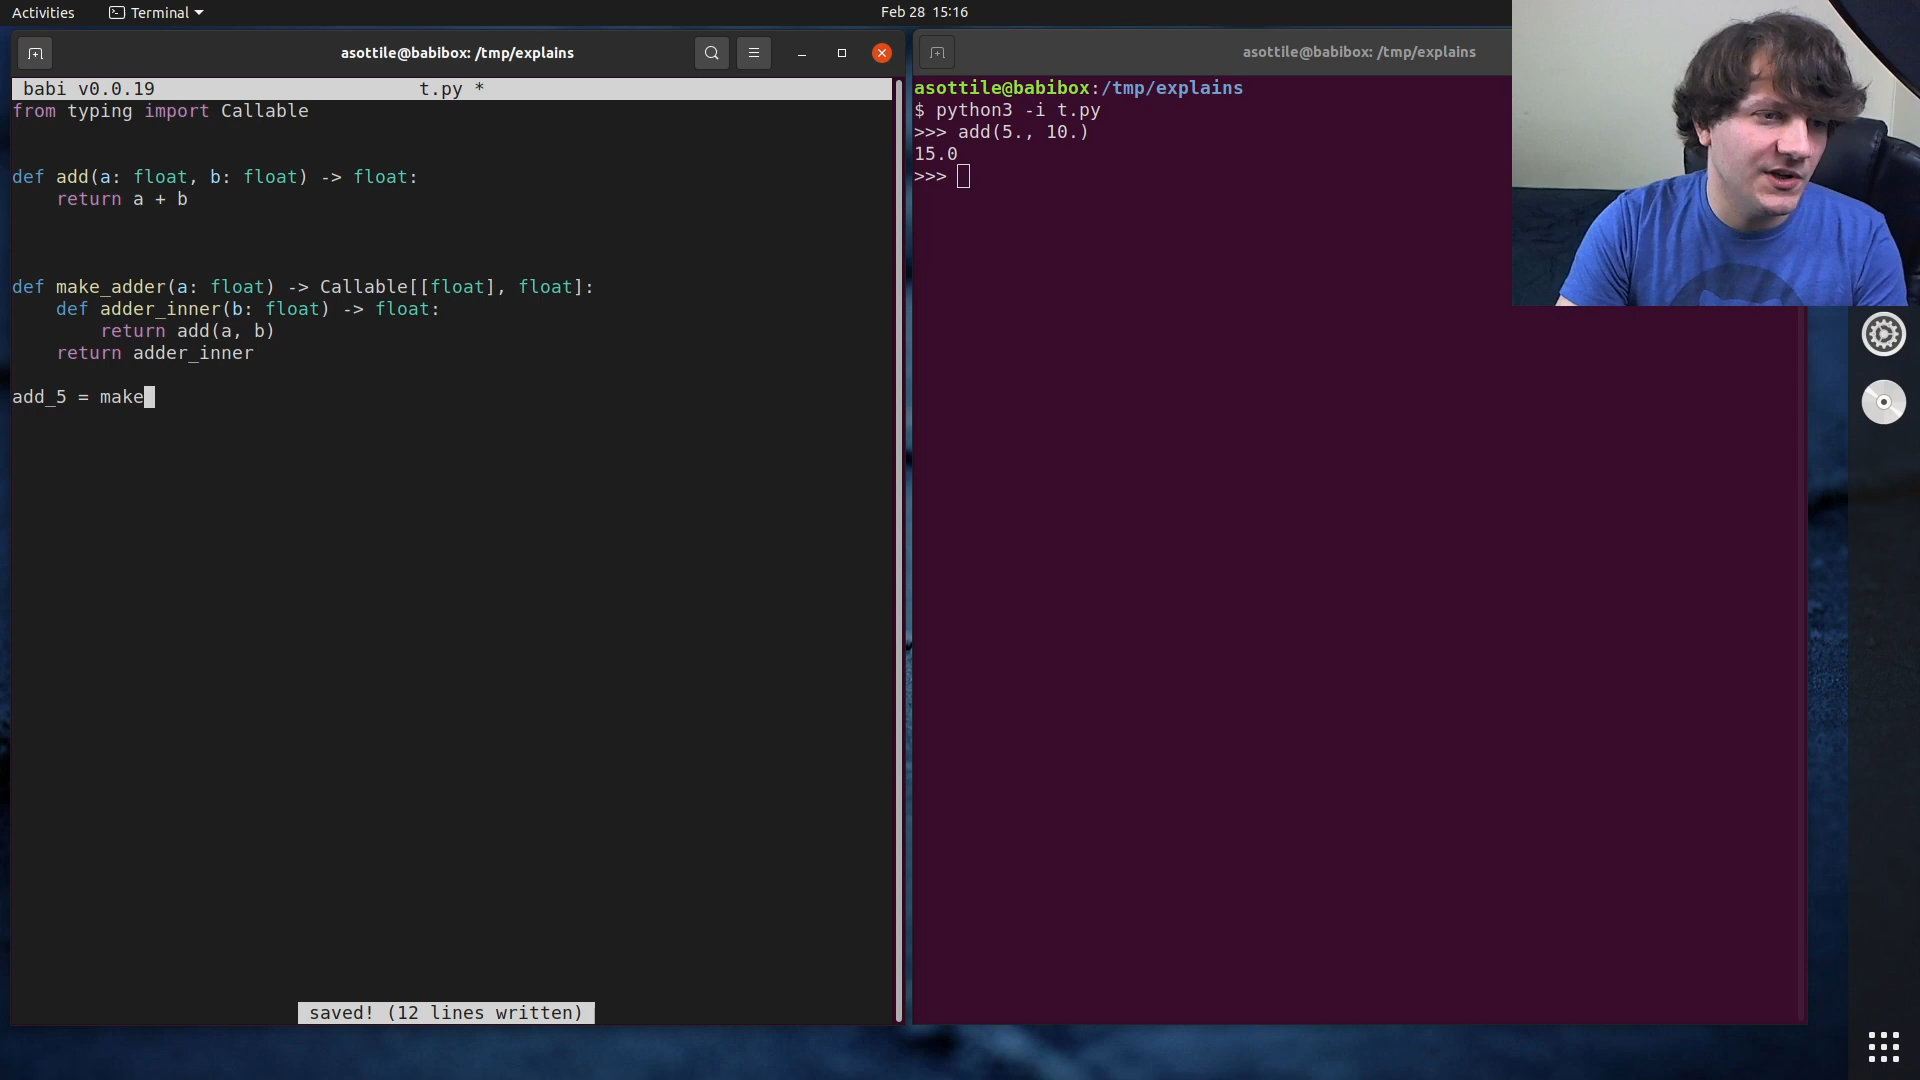 Activities
Terminal
Feb 28 15:16
asottile@babibox: /tmp/explains
babi v0.0.19 t.py *
from typing import Callable
def add(a: float, b: float) -> float:
    return a + b
def make_adder(a: float) -> Callable[[float], float]:
    def adder_inner(b: float) -> float:
        return add(a, b)
    return adder_inner
add_5 = make
saved! (12 lines written)
asottile@babibox: /tmp/explains
asottile@babibox:/tmp/explains
$ python3 -i t.py
>>> add(5., 10.)
15.0
>>>